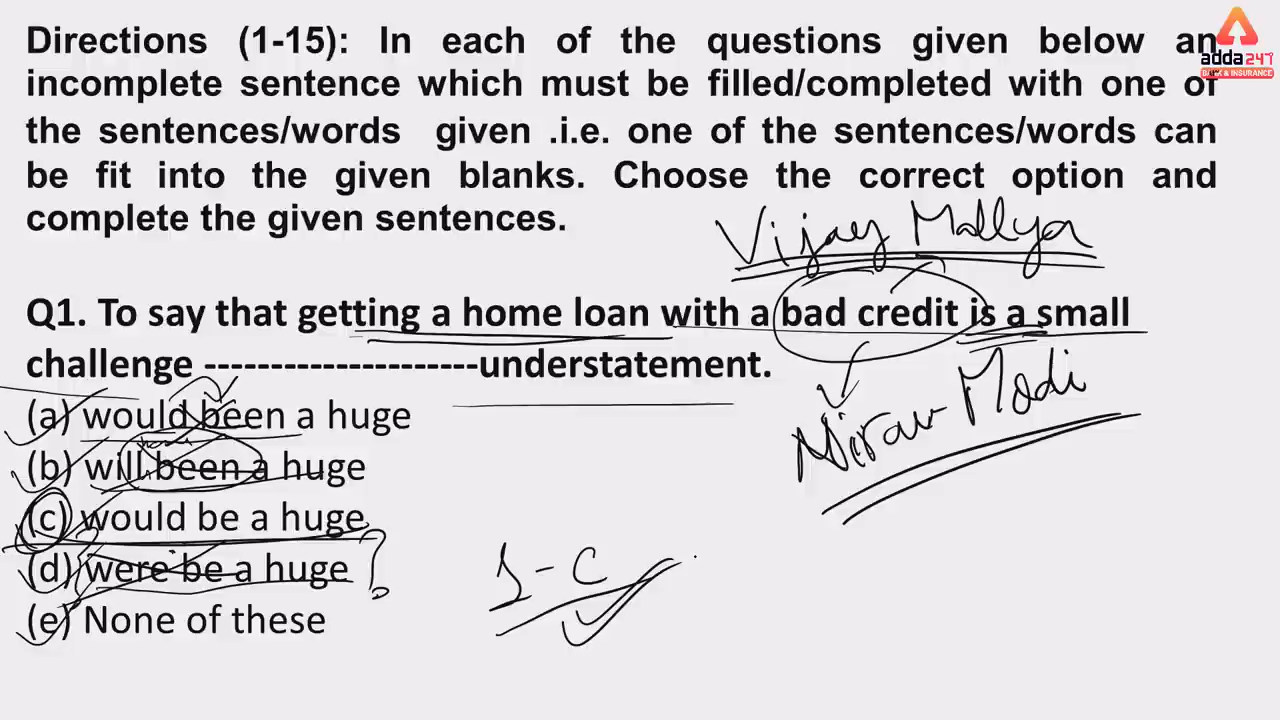 Directions (1-15): In each of the questions given below an
adda247
BANK & INSURANCE
incomplete sentence which must be filled/completed with one of
the sentences/words given .i.e. one of the sentences/words can
be fit into the given blanks. Choose the correct option and
complete the given sentences.
Vijay Mallya
Q1. To say that getting a home loan with a bad credit is a small
challenge ---------------------understatement.
Nirav Modi
(a) would been a huge
(b) will been a huge
(c) would be a huge
(d) were be a huge ?
1-C
(e) None of these